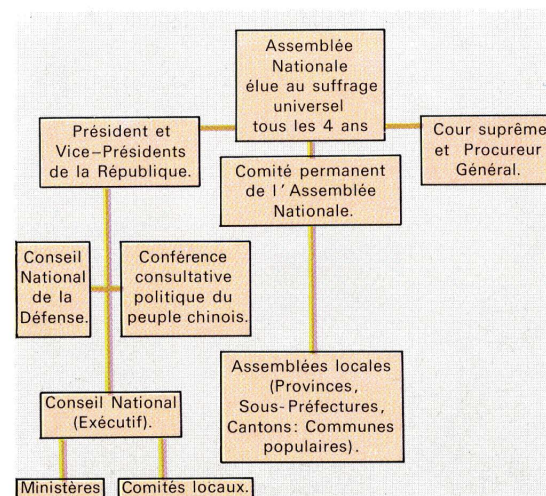 Assemblée
Nationale
élue au suffrage
universel
tous les 4 ans
Président et
Vice-Présidents
de la République.
Cour suprême
et Procureur
Général.
Comité permanent
de l'Assemblée
Nationale.
Conseil
National
de la
Défense.
Conférence
consultative
politique du
peuple chinois.
Assemblées locales
(Provinces,
Sous-Préfectures,
Cantons: Communes
populaires).
Conseil National
(Exécutif).
Ministères
Comités locaux.